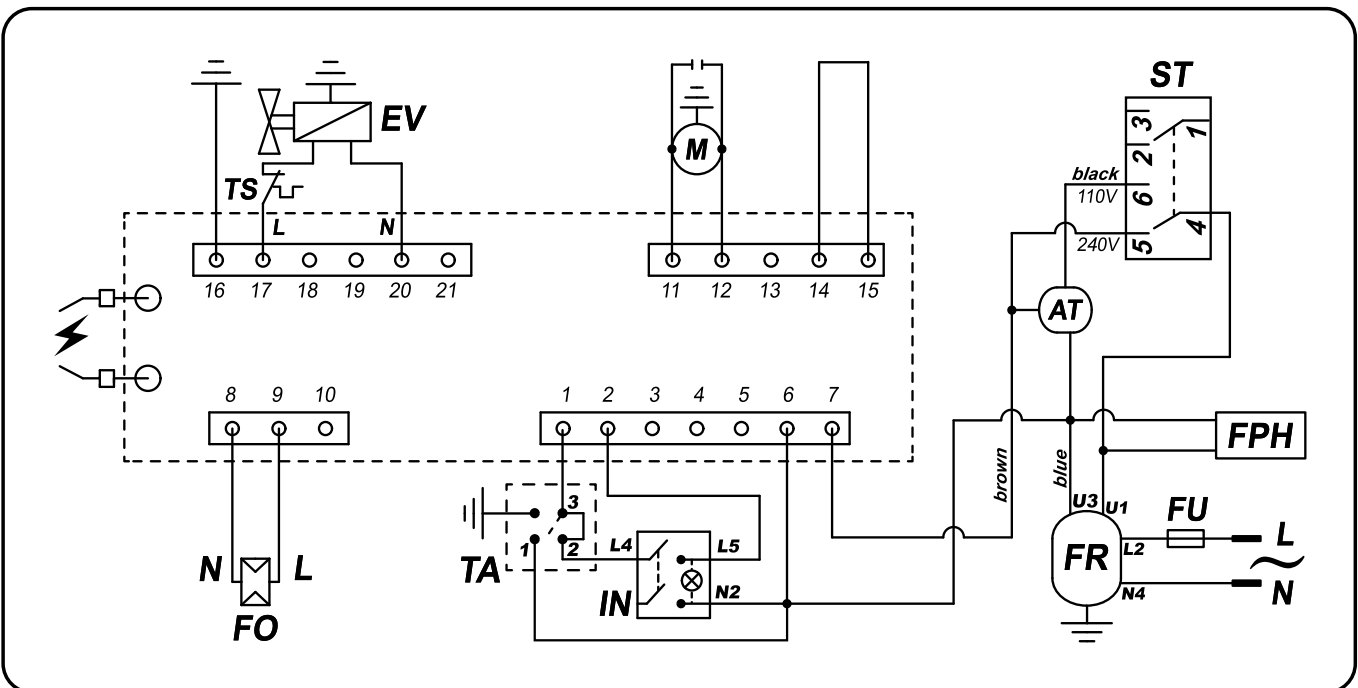 ST
EV
3
1
M
2
TS
black
110V
6
L
N
4
240V
5
16 17 18 19 20 21
11 12 13 14 15
AT
8 9 10
1 2 3 4 5 6 7
FPH
brown
blue
U3
U1
3
FU
L
1
2
L4
L5
L2
FR
N
L
TA
IN
N2
N4
N
FO